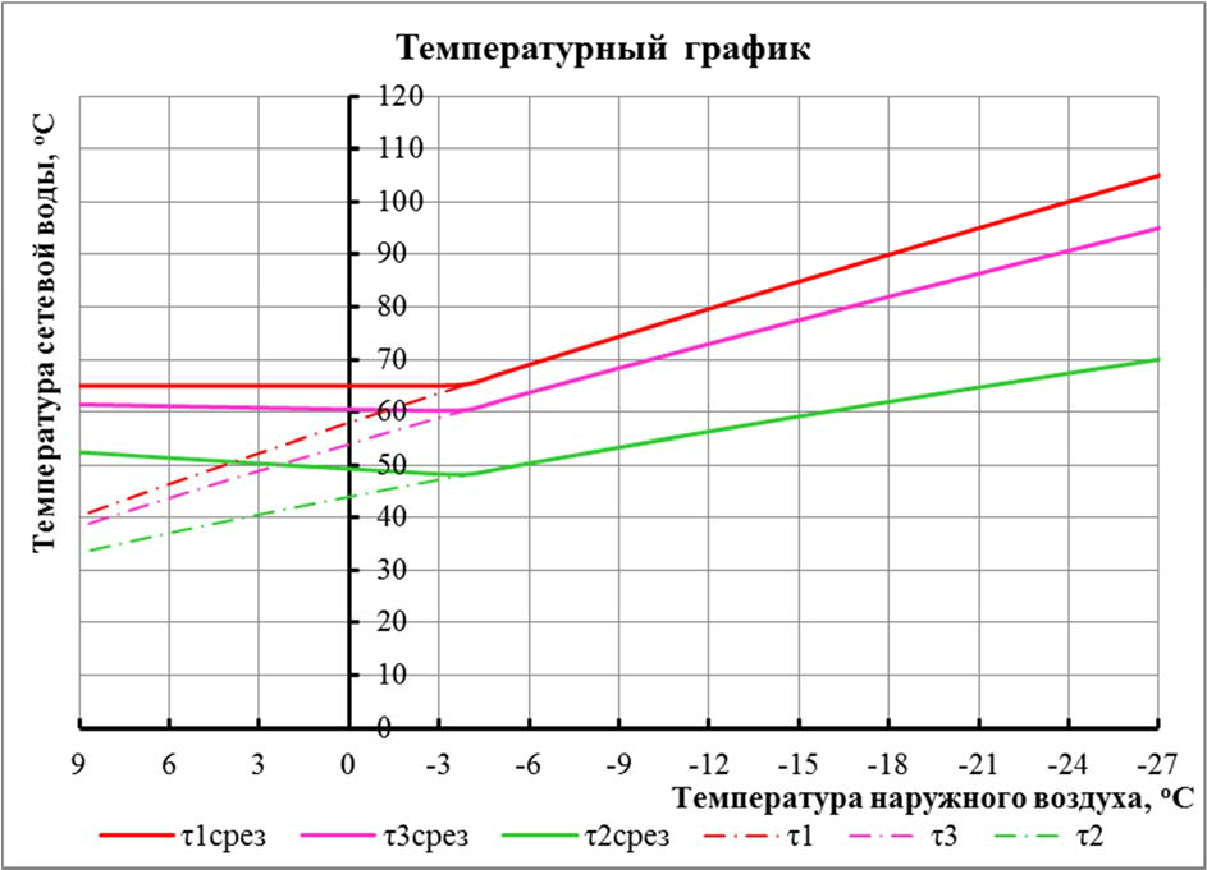 Температурный график
Температура сетевой воды, °С
120
110
100
90
80
70
60
50
40
30
20
10
0
9 6 3 0 -3 -6 -9 -12 -15 -18 -21 -24 -27
Температура наружного воздуха, °С
τ1срез τ3срез τ2срез τ1 τ3 τ2